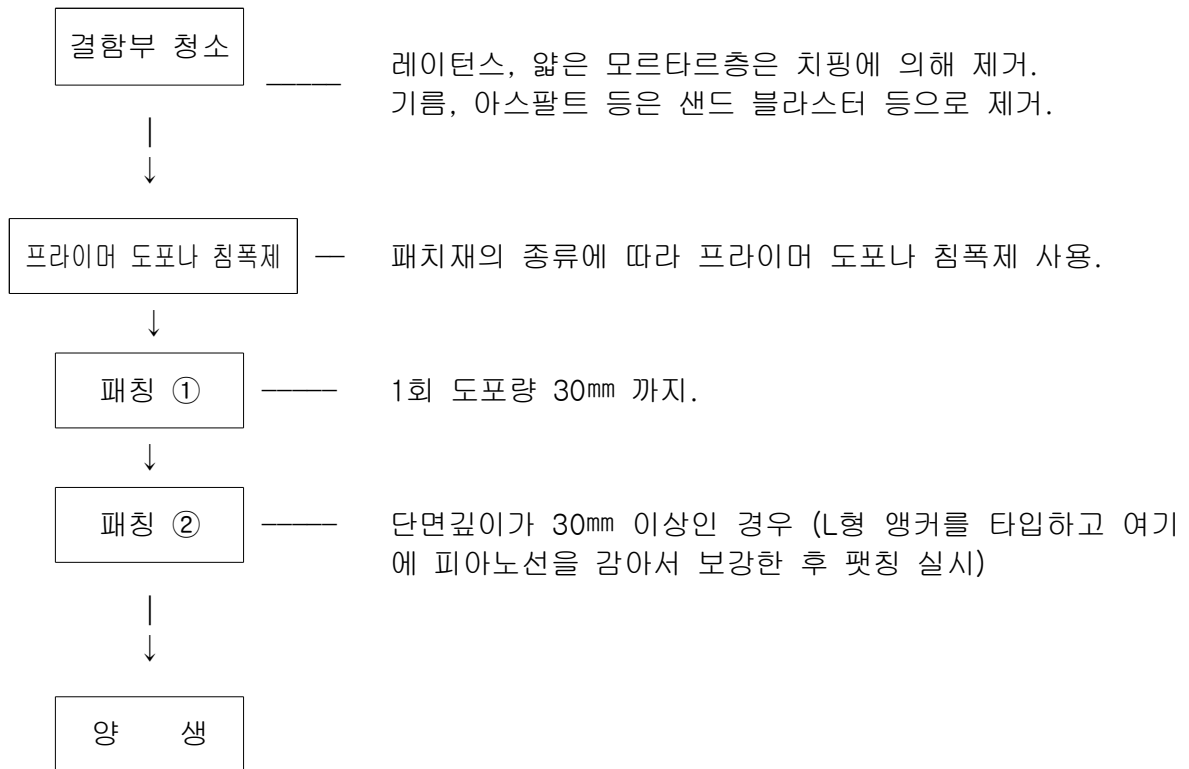 결함부 청소
레이턴스, 얇은 모르타르층은 치핑에 의해 제거.
기름, 아스팔트 등은 샌드 블라스터 등으로 제거.
프라이머 도포나 침폭제
패치재의 종류에 따라 프라이머 도포나 침폭제 사용.
패칭 ①
1회 도포량 30㎜ 까지.
패칭 ②
단면깊이가 30㎜ 이상인 경우 (L형 앵커를 타입하고 여기
에 피아노선을 감아서 보강한 후 팻칭 실시)
양 생